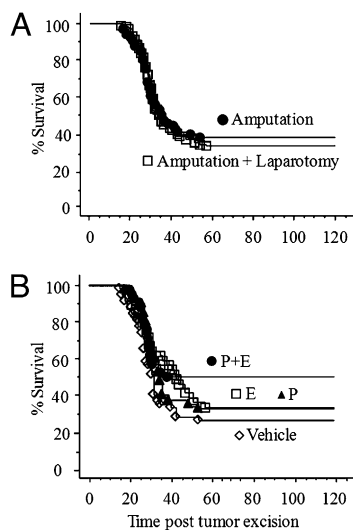 A
100
80
60
40
20
0
% Survival
● Amputation
□ Amputation + Laparotomy
0 20 40 60 80 100 120
B
100
80
60
40
20
0
% Survival
P+E
□ E ▲ P
◇ Vehicle
0 20 40 60 80 100 120
Time post tumor excision